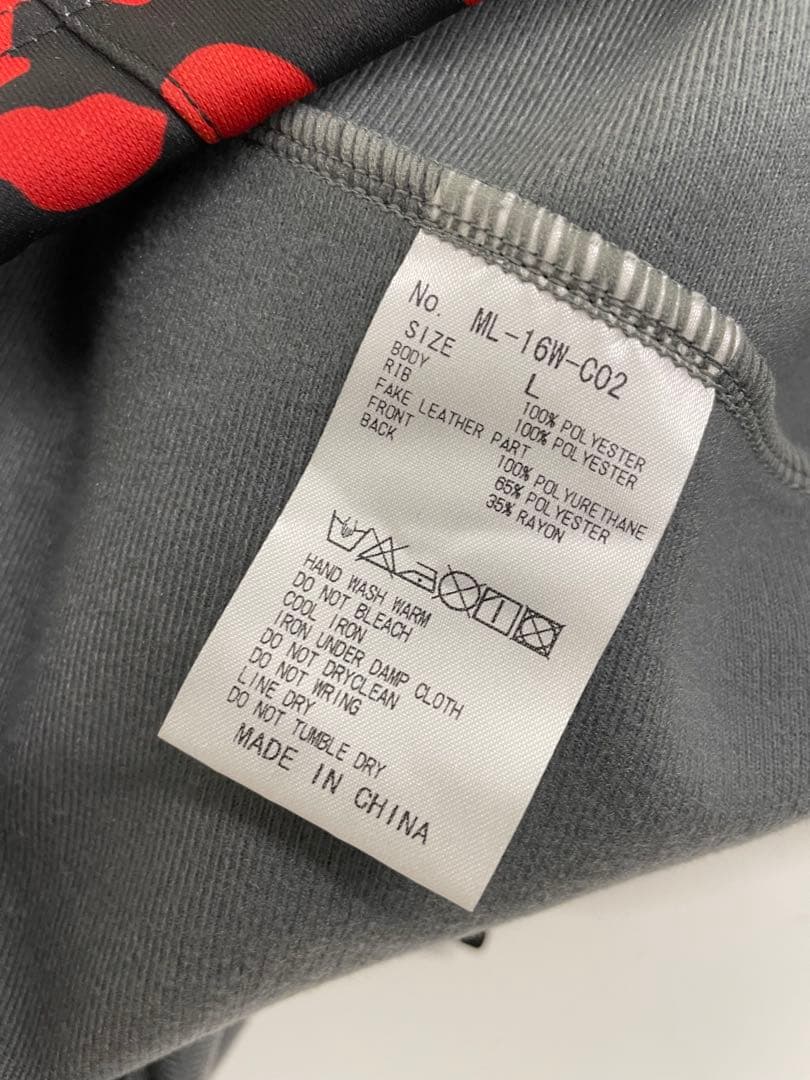 No. ML-16W-C02
SIZE L
BODY 100% POLYESTER
RIB 100% POLYESTER
FAKE LEATHER PART
FRONT 100% POLYURETHANE
BACK 65% POLYESTER
35% RAYON
HAND WASH WARM
DO NOT BLEACH
COOL IRON
IRON UNDER DAMP CLOTH
DO NOT DRYCLEAN
DO NOT WRING
LINE DRY
DO NOT TUMBLE DRY
MADE IN CHINA